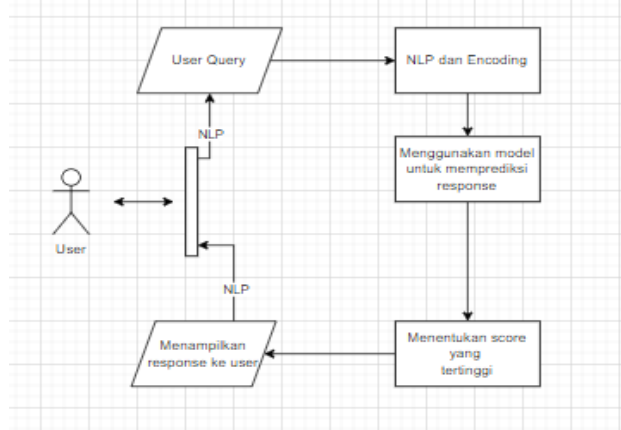 User Query
NLP dan Encoding
NLP
Menggunakan model
untuk memprediksi
response
User
NLP
Menampilkan
response ke user
Menentukan score
yang
tertinggi